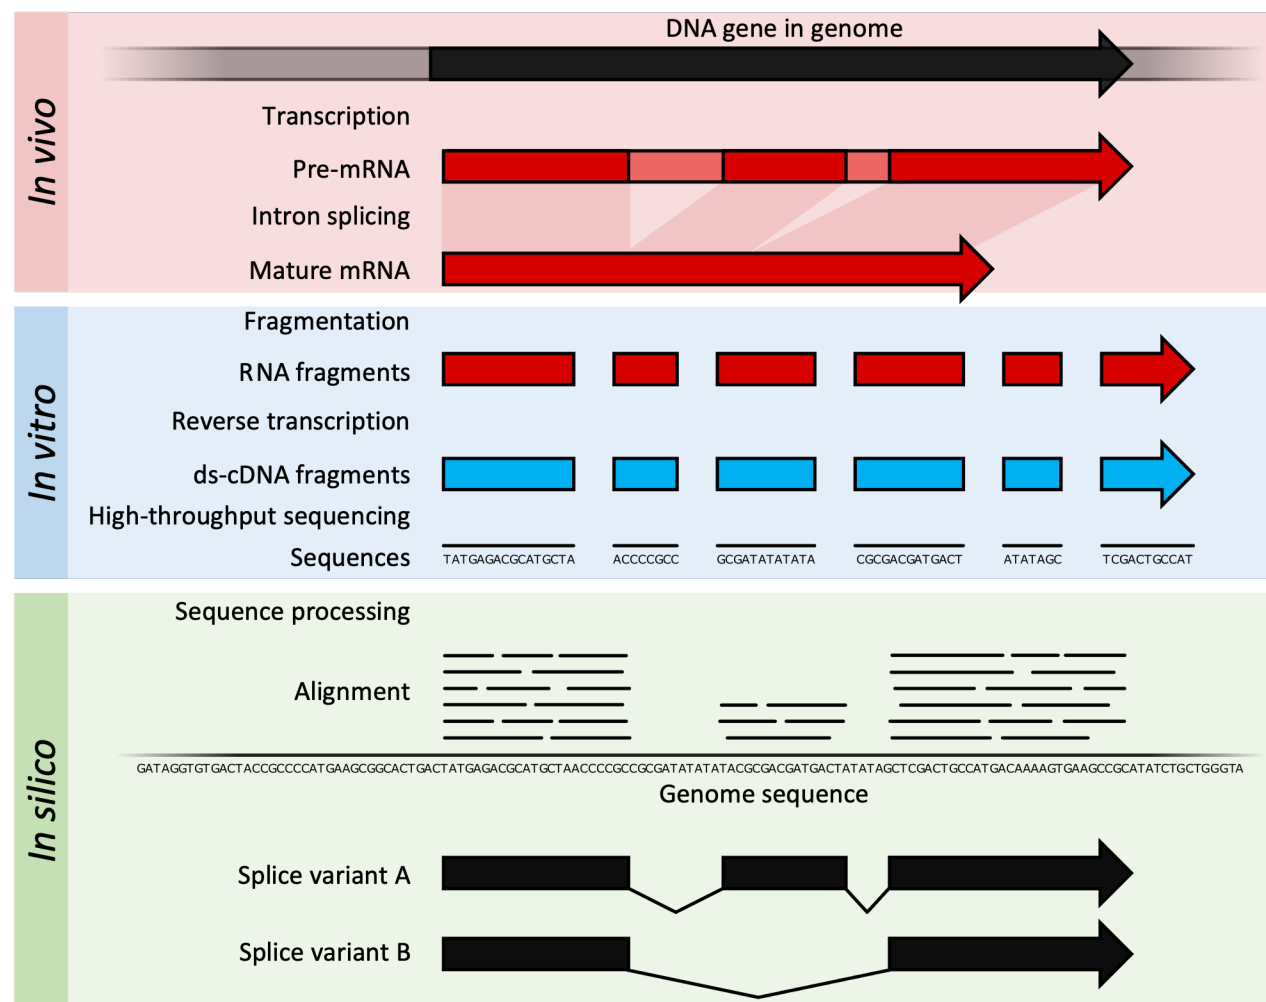 In vivo
DNA gene in genome
Transcription
Pre-mRNA
Intron splicing
Mature mRNA
In vitro
Fragmentation
RNA fragments
Reverse transcription
ds-cDNA fragments
High-throughput sequencing
Sequences TATGAGACGCATGCTA ACCCCGCC GCGATATATATA CGCGACGATGACT ATATAGC TCGACTGCCAT
In silico
Sequence processing
Alignment
GATAGGTGTGACTACCGCCCCATGAAGCGGCACTGACTATGAGACGCATGCTAACCCCGCCGCGATATATATACGCGACGATGACTATATAGCTCGACTGCCATGACAAAAGTGAAGCCGCATATCTGCTGGGTA
Genome sequence
Splice variant A
Splice variant B